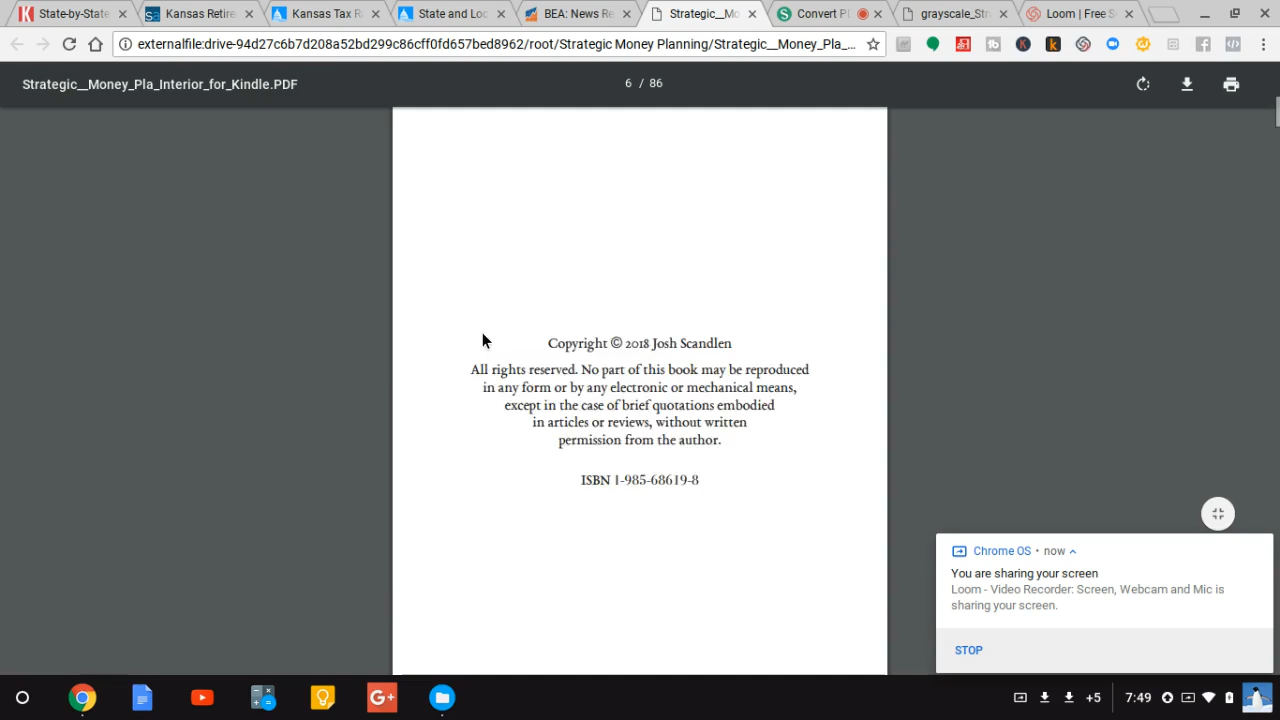 State-by-State
Kansas Retire
Kansas Tax R
State and Loc
BEA: News Re
Strategic__Mo
Convert P
grayscale_Str
Loom | Free S
externalfile:drive-94d27c6b7d208a52bd299c86cff0fd657bed8962/root/Strategic Money Planning/Strategic__Money_Pla_...
Strategic__Money_Pla_Interior_for_Kindle.PDF
6 / 86
Copyright © 2018 Josh Scandlen
All rights reserved. No part of this book may be reproduced
in any form or by any electronic or mechanical means,
except in the case of brief quotations embodied
in articles or reviews, without written
permission from the author.
ISBN 1-985-68619-8
Chrome OS • now
You are sharing your screen
Loom - Video Recorder: Screen, Webcam and Mic is
sharing your screen.
STOP
G+
+5
7:49